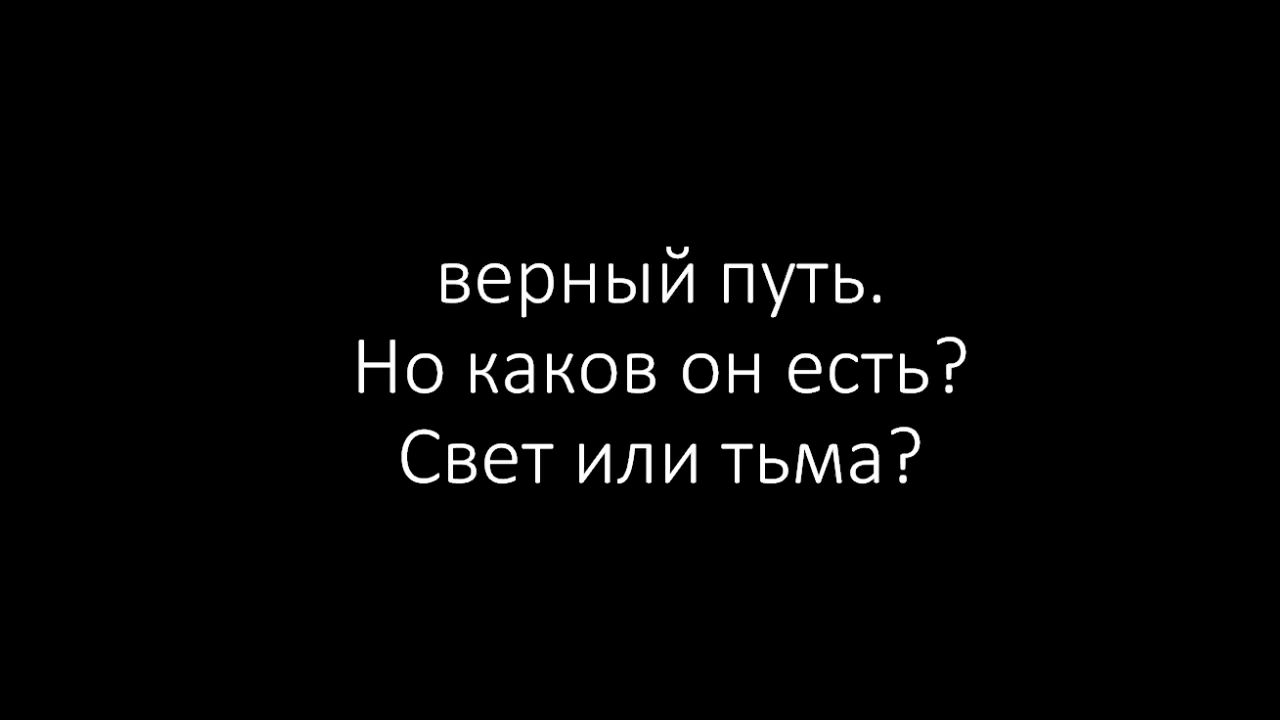 верный путь.
Но каков он есть?
Свет или тьма?